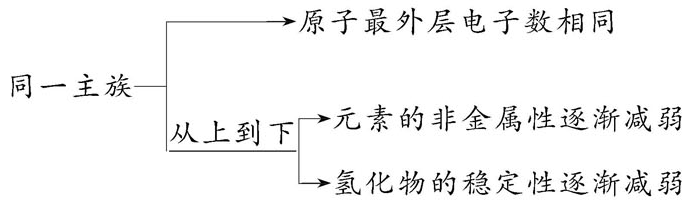 原子最外层电子数相同
同一主族
从上到下
元素的非金属性逐渐减弱
氢化物的稳定性逐渐减弱